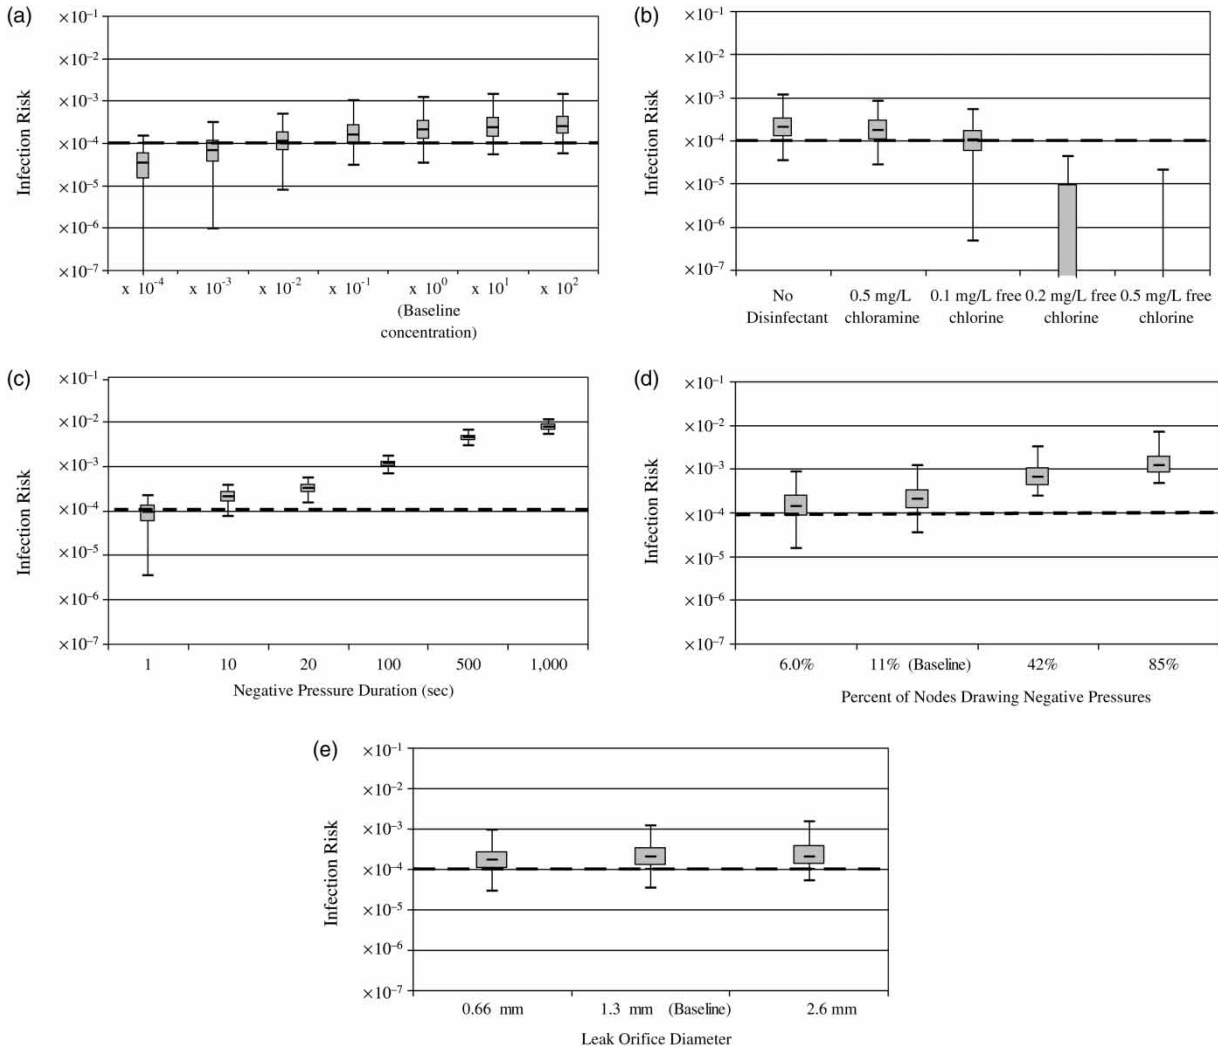 (a)
×10⁻¹
×10⁻²
×10⁻³
×10⁻⁴
×10⁻⁵
×10⁻⁶
×10⁻⁷
Infection Risk
x 10⁻⁴ x 10⁻³ x 10⁻² x 10⁻¹ x 10⁰ x 10¹ x 10²
(Baseline
concentration)
(b)
×10⁻¹
×10⁻²
×10⁻³
×10⁻⁴
×10⁻⁵
×10⁻⁶
×10⁻⁷
Infection Risk
No 0.5 mg/L 0.1 mg/L free 0.2 mg/L free 0.5 mg/L free
Disinfectant chloramine chlorine chlorine chlorine
(c)
×10⁻¹
×10⁻²
×10⁻³
×10⁻⁴
×10⁻⁵
×10⁻⁶
×10⁻⁷
Infection Risk
1 10 20 100 500 1,000
Negative Pressure Duration (sec)
(d)
×10⁻¹
×10⁻²
×10⁻³
×10⁻⁴
×10⁻⁵
×10⁻⁶
×10⁻⁷
Infection Risk
6.0% 11% (Baseline) 42% 85%
Percent of Nodes Drawing Negative Pressures
(e)
×10⁻¹
×10⁻²
×10⁻³
×10⁻⁴
×10⁻⁵
×10⁻⁶
×10⁻⁷
Infection Risk
0.66 mm 1.3 mm (Baseline) 2.6 mm
Leak Orifice Diameter